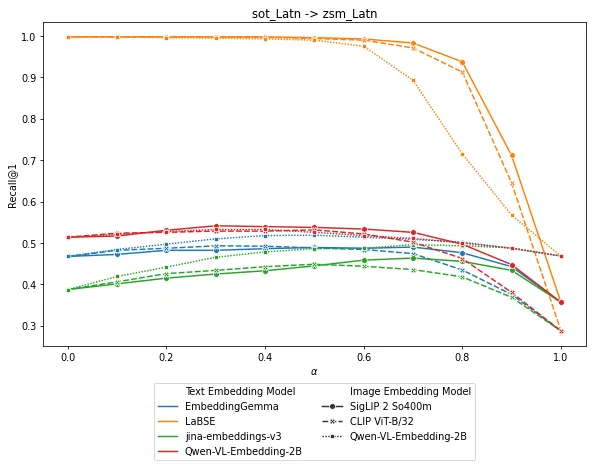 sot_Latn -> zsm_Latn
1.0
0.9
0.8
0.7
0.6
0.5
0.4
0.3
Recall@1
0.0 0.2 0.4 0.6 0.8 1.0
α
Text Embedding Model
EmbeddingGemma
LaBSE
jina-embeddings-v3
Qwen-VL-Embedding-2B
Image Embedding Model
SigLIP 2 So400m
CLIP ViT-B/32
Qwen-VL-Embedding-2B